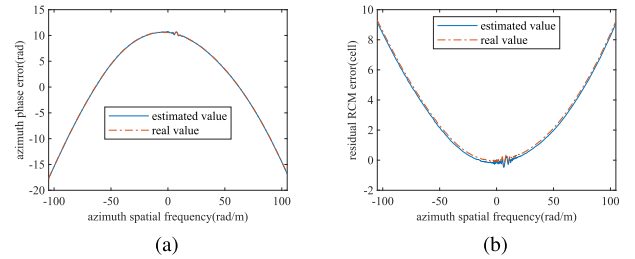 15
10
5
0
-5
-10
-15
-20
-100 -50 0 50 100
azimuth spatial frequency(rad/m)
azimuth phase error(rad)
estimated value
real value
(a)
10
8
6
4
2
0
-2
-100 -50 0 50 100
azimuth spatial frequency(rad/m)
residual RCM error(cell)
estimated value
real value
(b)